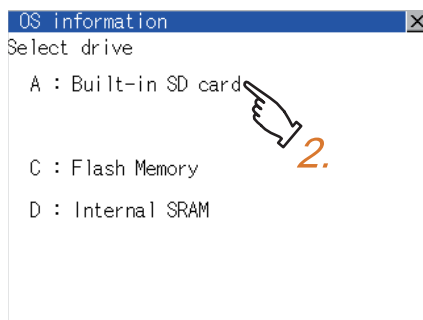 OS information ×
Select drive
A : Built-in SD card
2.
C : Flash Memory
D : Internal SRAM